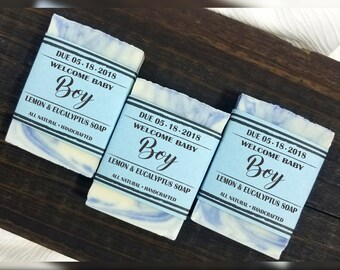 DUE 05-18-2018
WELCOME BABY
Boy
LEMON & EUCALYPTUS SOAP
ALL NATURAL • HANDCRAFTED
DUE 05-18-2018
WELCOME BABY
Boy
LEMON & EUCALYPTUS SOAP
ALL NATURAL • HANDCRAFTED
DUE 05-18-2018
WELCOME BABY
Boy
LEMON & EUCALYPTUS SOAP
ALL NATURAL • HANDCRAFTED